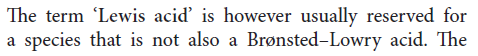 The term ‘Lewis acid’ is however usually reserved for
a species that is not also a Brønsted–Lowry acid. The